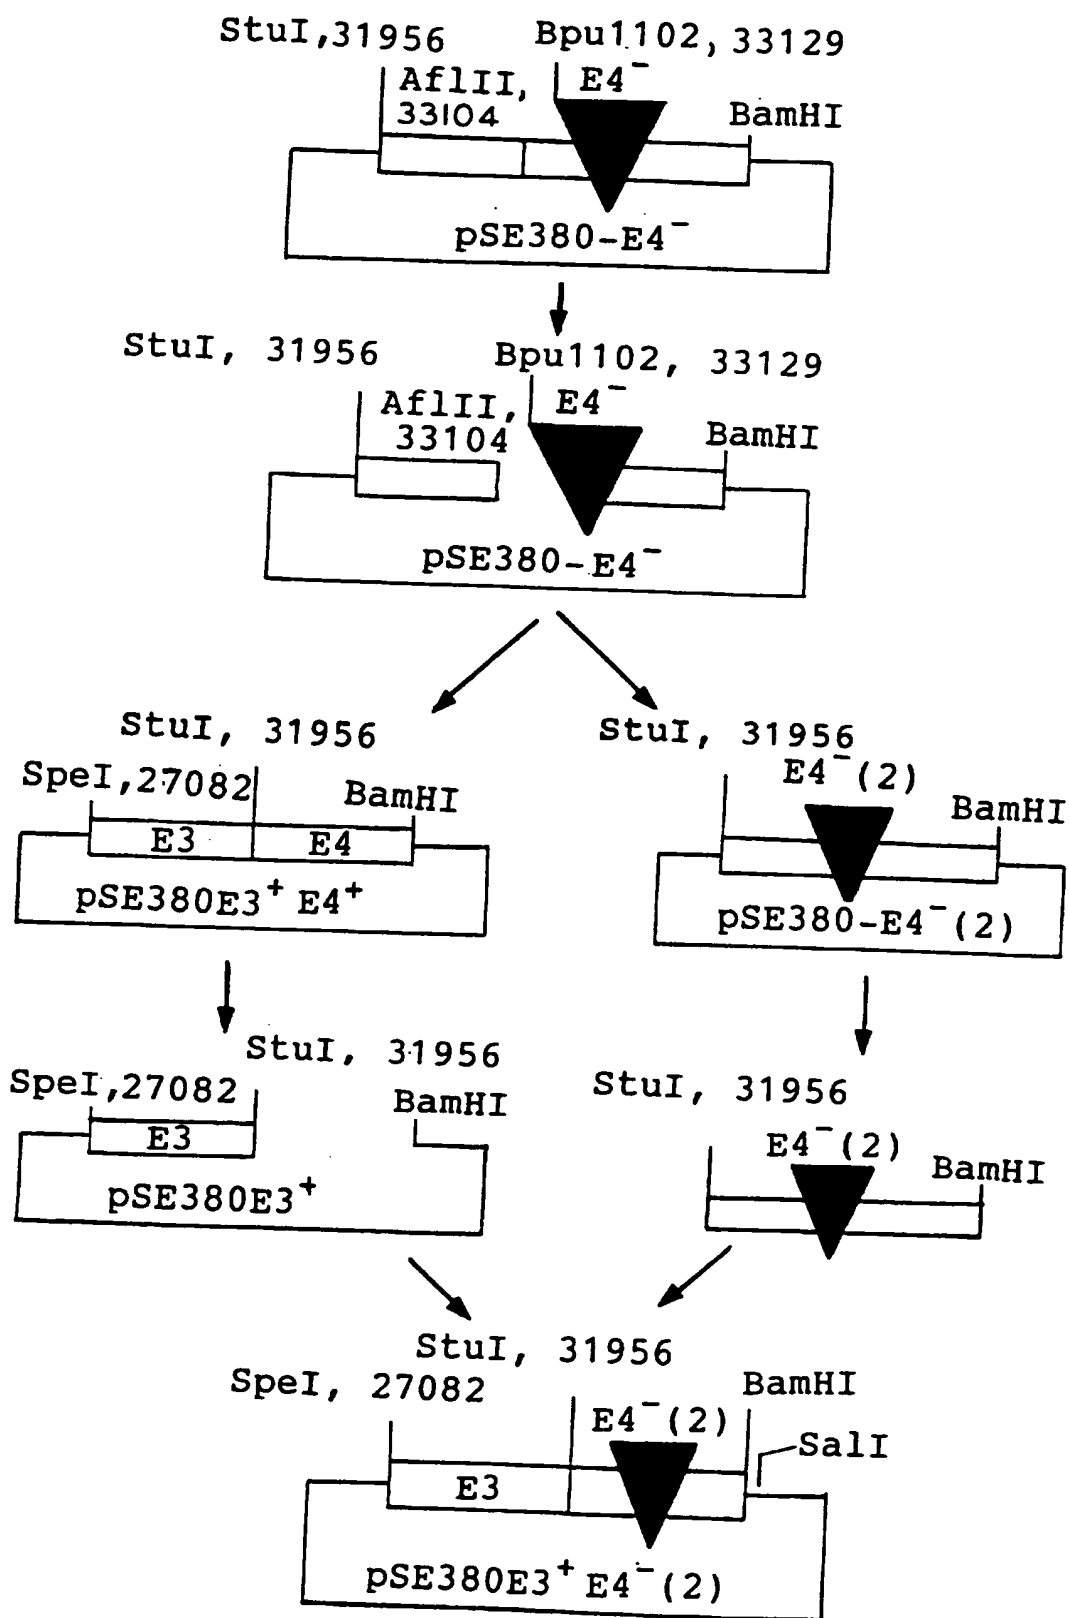 StuI,31956 Bpu1102,33129
AflII, E4⁻
33104 BamHI
pSE380-E4⁻
StuI, 31956 Bpu1102, 33129
AflII, E4⁻
33104 BamHI
pSE380-E4⁻
StuI, 31956
SpeI,27082 BamHI
E3 E4
pSE380E3⁺E4⁺
StuI, 31956
E4⁻(2)
BamHI
pSE380-E4⁻(2)
StuI, 31956
SpeI,27082 BamHI
E3
pSE380E3⁺
StuI, 31956
E4⁻(2)
BamHI
StuI, 31956
SpeI, 27082 BamHI
E4⁻(2)
SalI
E3
pSE380E3⁺E4⁻(2)